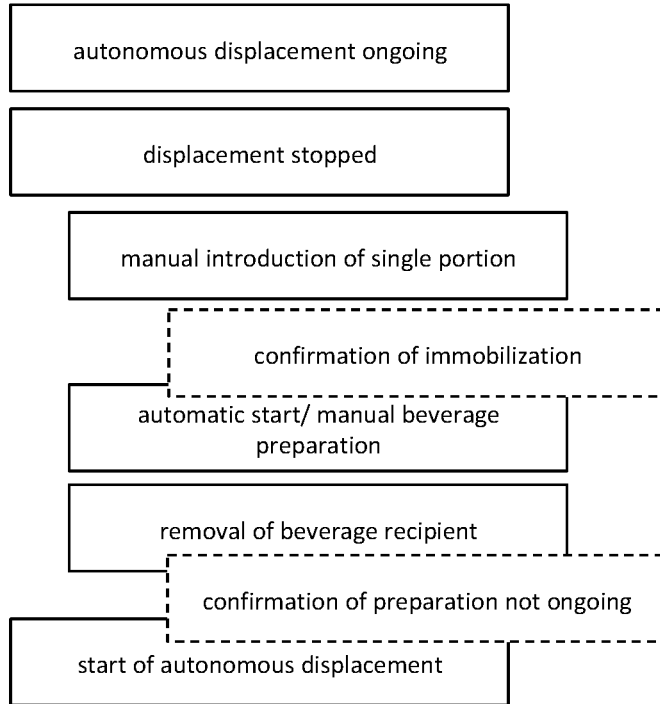 autonomous displacement ongoing
displacement stopped
manual introduction of single portion
confirmation of immobilization
automatic start/ manual beverage
preparation
removal of beverage recipient
confirmation of preparation not ongoing
start of autonomous displacement